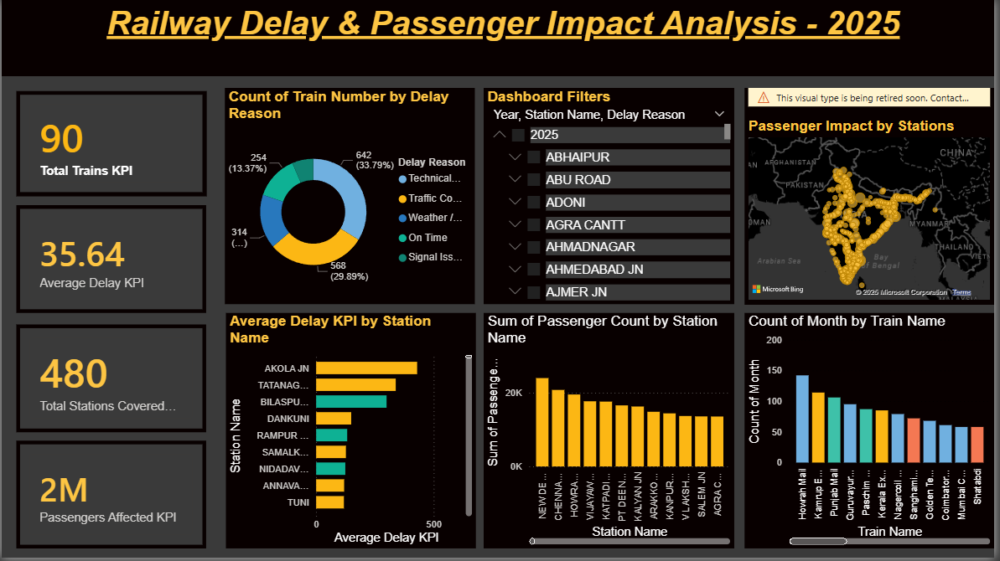 Railway Delay & Passenger Impact Analysis - 2025
90
Total Trains KPI
35.64
Average Delay KPI
480
Total Stations Covered...
2M
Passengers Affected KPI
Count of Train Number by Delay
Reason
254
(13.37%)
642
(33.79%)
314
(...)
568
(29.89%)
Delay Reason
Technical...
Traffic Co...
Weather /...
On Time
Signal Iss...
Dashboard Filters
Year, Station Name, Delay Reason
2025
ABHAIPUR
ABU ROAD
ADONI
AGRA CANTT
AHMADNAGAR
AHMEDABAD JN
AJMER JN
This visual type is being retired soon. Contact...
Passenger Impact by Stations
CHINA
AFGHANISTAN
PAKISTAN
MYANMAR
THAILAND
Arabian Sea
Bay
of Bengal
Microsoft Bing
© 2025 Microsoft Corporation Terms
Average Delay KPI by Station
Name
Station Name
AKOLA JN
TATANAG...
BILASPU...
DANKUNI
RAMPUR ...
SAMALK...
NIDADAV...
ANNAVA...
TUNI
0
500
Average Delay KPI
Sum of Passenger Count by Station
Name
Sum of Passenge...
20K
0K
NEW DE...
CHENNA...
HOWRA...
VIJAYAW...
KATPADI...
PT DEEN...
KALYAN JN
ARAKKO...
KANPUR...
V LAKSH...
SALEM JN
AGRA C...
Station Name
Count of Month by Train Name
Count of Month
200
150
100
50
0
Howrah Mail
Kamrup E...
Punjab Mail
Guruvayur...
Paschim ...
Kerala Ex...
Nagercoil ...
Sanghami...
Golden Te...
Coimbator...
Mumbai C...
Shatabdi
Train Name